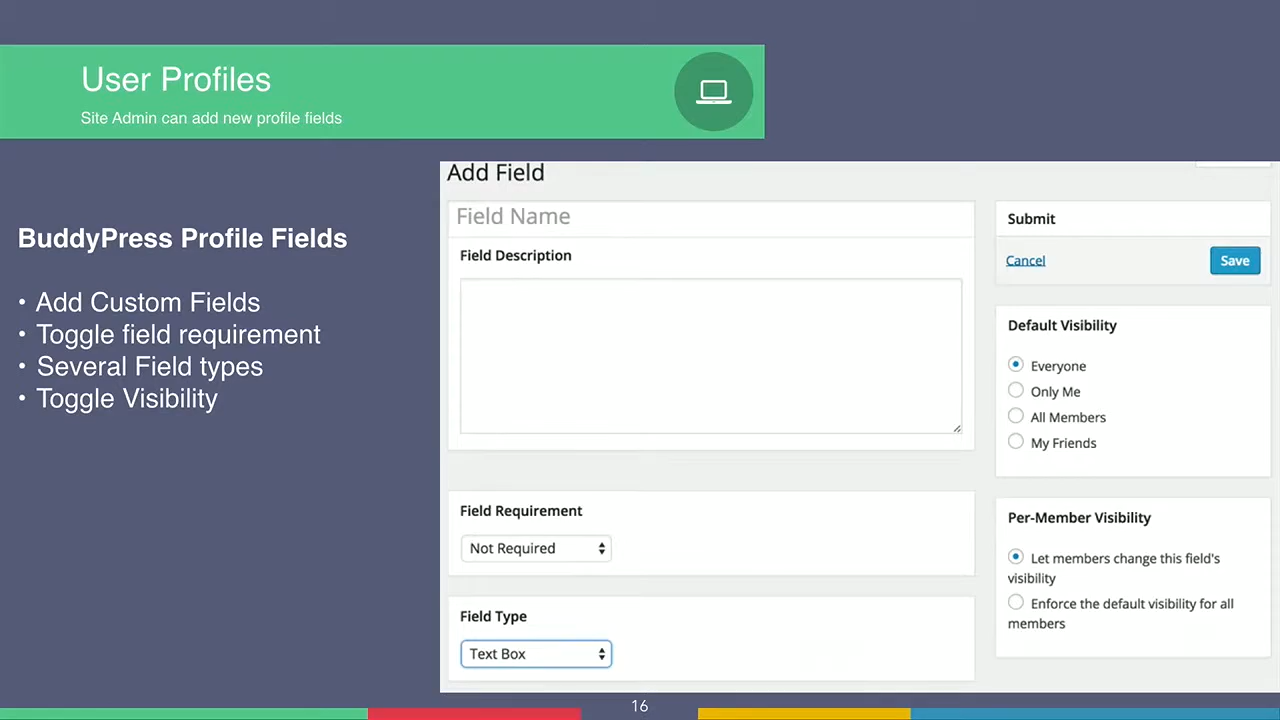 User Profiles
Site Admin can add new profile fields
BuddyPress Profile Fields
• Add Custom Fields
• Toggle field requirement
• Several Field types
• Toggle Visibility
Add Field
Field Name
Field Description
Field Requirement
Not Required
Field Type
Text Box
Submit
Cancel
Save
Default Visibility
Everyone
Only Me
All Members
My Friends
Per-Member Visibility
Let members change this field's
visibility
Enforce the default visibility for all
members
16